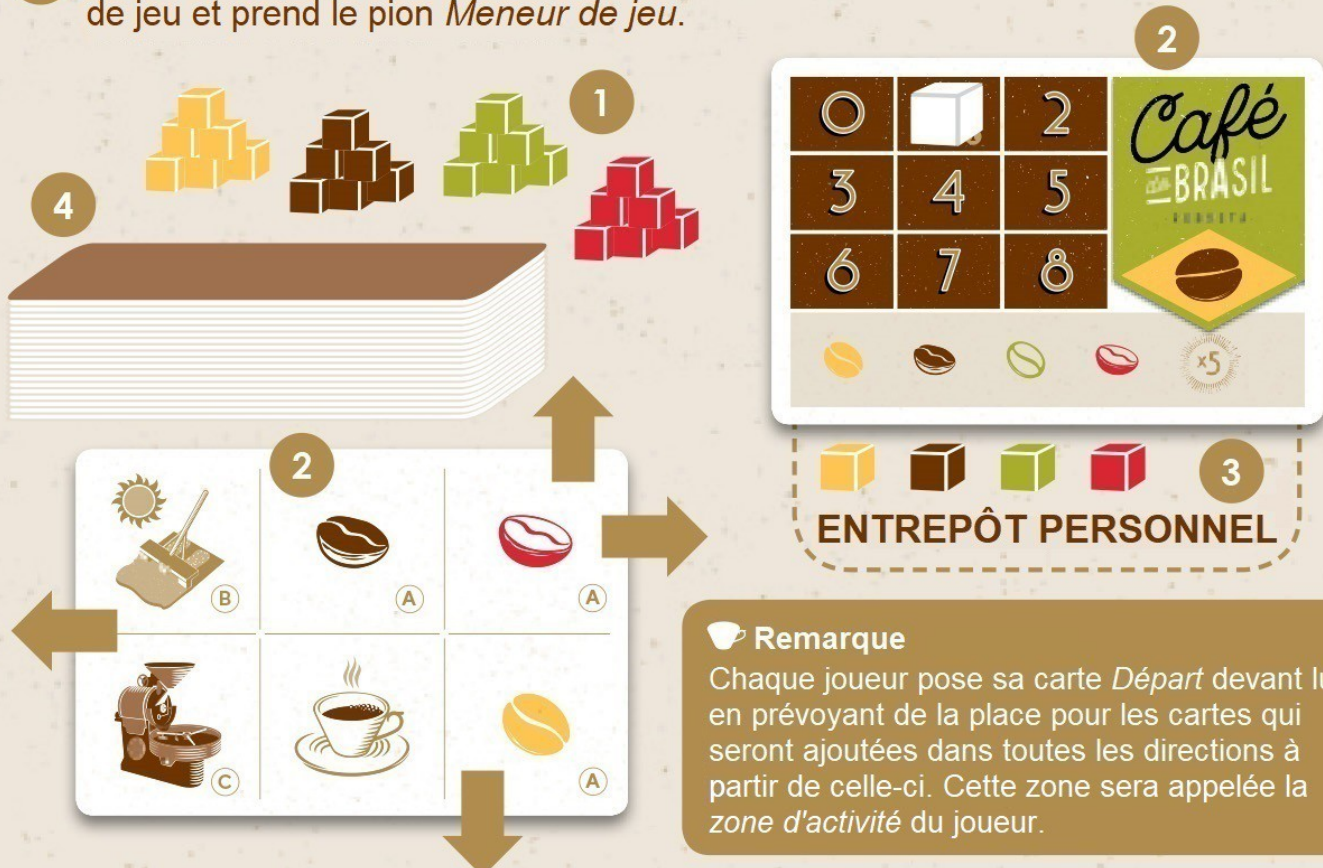 de jeu et prend le pion Meneur de jeu.
1
4
2
0 2
3 4 5
6 7 8
Café
do BRASIL
x5
3
ENTREPÔT PERSONNEL
2
B
A
A
C
A
Remarque
Chaque joueur pose sa carte Départ devant lu
en prévoyant de la place pour les cartes qui
seront ajoutées dans toutes les directions à
partir de celle-ci. Cette zone sera appelée la
zone d'activité du joueur.